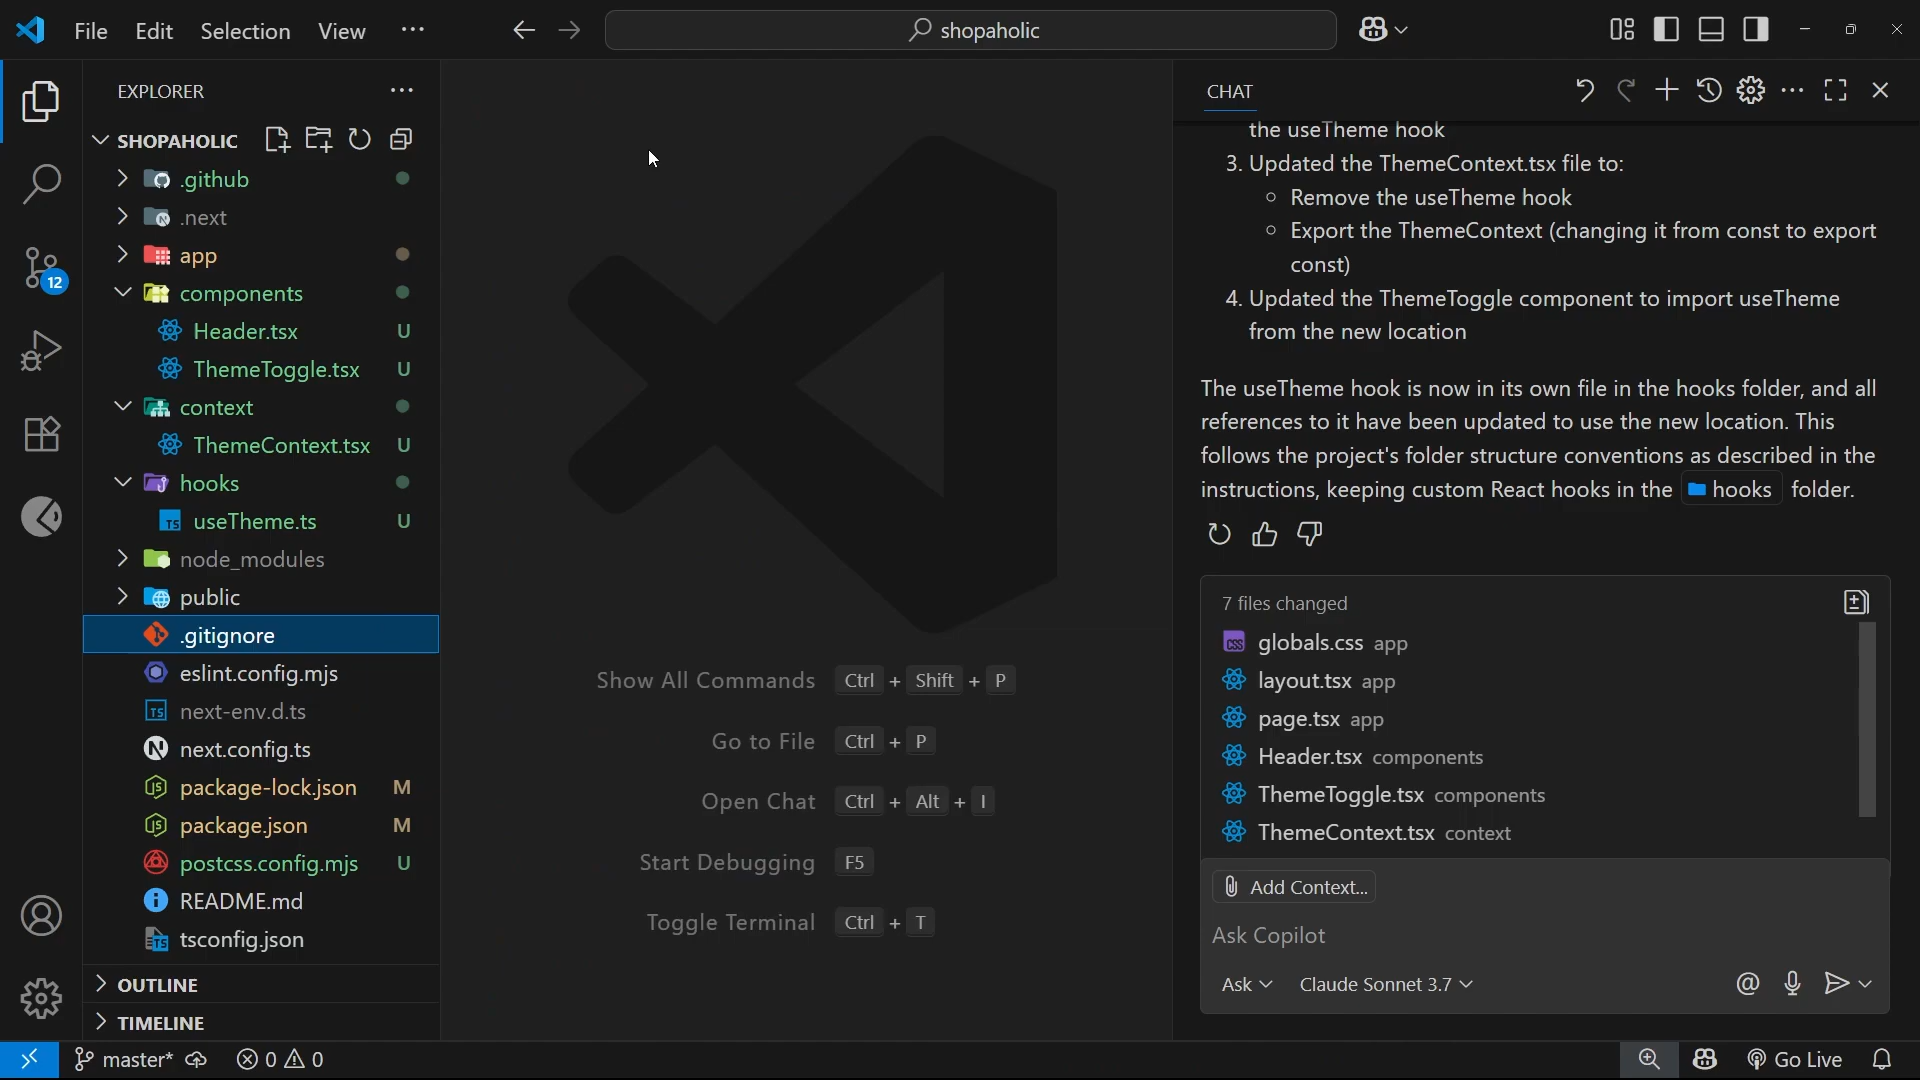 File Edit Selection View ···
shopaholic
EXPLORER
SHOPAHOLIC
.github
.next
app
components
Header.tsx U
ThemeToggle.tsx U
context
ThemeContext.tsx U
hooks
useTheme.ts U
node_modules
public
.gitignore
eslint.config.mjs
next-env.d.ts
next.config.ts
package-lock.json M
package.json M
postcss.config.mjs U
README.md
tsconfig.json
OUTLINE
TIMELINE
12
Show All Commands Ctrl + Shift + P
Go to File Ctrl + P
Open Chat Ctrl + Alt + I
Start Debugging F5
Toggle Terminal Ctrl + T
CHAT
the useTheme hook
3. Updated the ThemeContext.tsx file to:
Remove the useTheme hook
Export the ThemeContext (changing it from const to export
const)
4. Updated the ThemeToggle component to import useTheme
from the new location
The useTheme hook is now in its own file in the hooks folder, and all
references to it have been updated to use the new location. This
follows the project's folder structure conventions as described in the
instructions, keeping custom React hooks in the hooks folder.
7 files changed
globals.css app
layout.tsx app
page.tsx app
Header.tsx components
ThemeToggle.tsx components
ThemeContext.tsx context
Add Context...
Ask Copilot
Ask Claude Sonnet 3.7 @
master* 0 0
Go Live